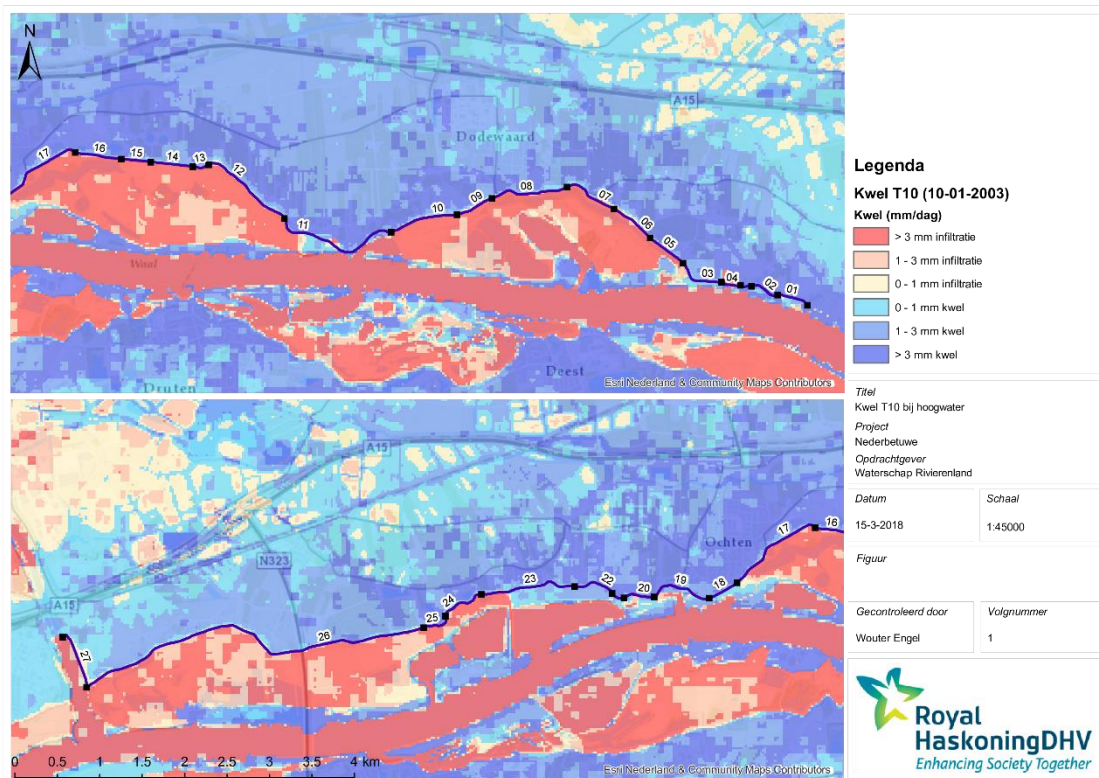 N
A15
Dodewaard
17
16
15
14
13
12
11
10
09
08
07
06
05
03
04
02
01
Waal
Druten
Deest
Esri Nederland & Community Maps Contributors
A15
N323
A15
Ochten
17
16
18
19
20
22
23
24
25
26
27
0 0.5 1 1.5 2 2.5 3 3.5 4 km
Esri Nederland & Community Maps Contributors
Legenda
Kwel T10 (10-01-2003)
Kwel (mm/dag)
> 3 mm infiltratie
1 - 3 mm infiltratie
0 - 1 mm infiltratie
0 - 1 mm kwel
1 - 3 mm kwel
> 3 mm kwel
Titel
Kwel T10 bij hoogwater
Project
Nederbetuwe
Opdrachtgever
Waterschap Rivierenland
Datum
15-3-2018
Schaal
1:45000
Figuur
Gecontroleerd door
Wouter Engel
Volgnummer
1
Royal
HaskoningDHV
Enhancing Society Together